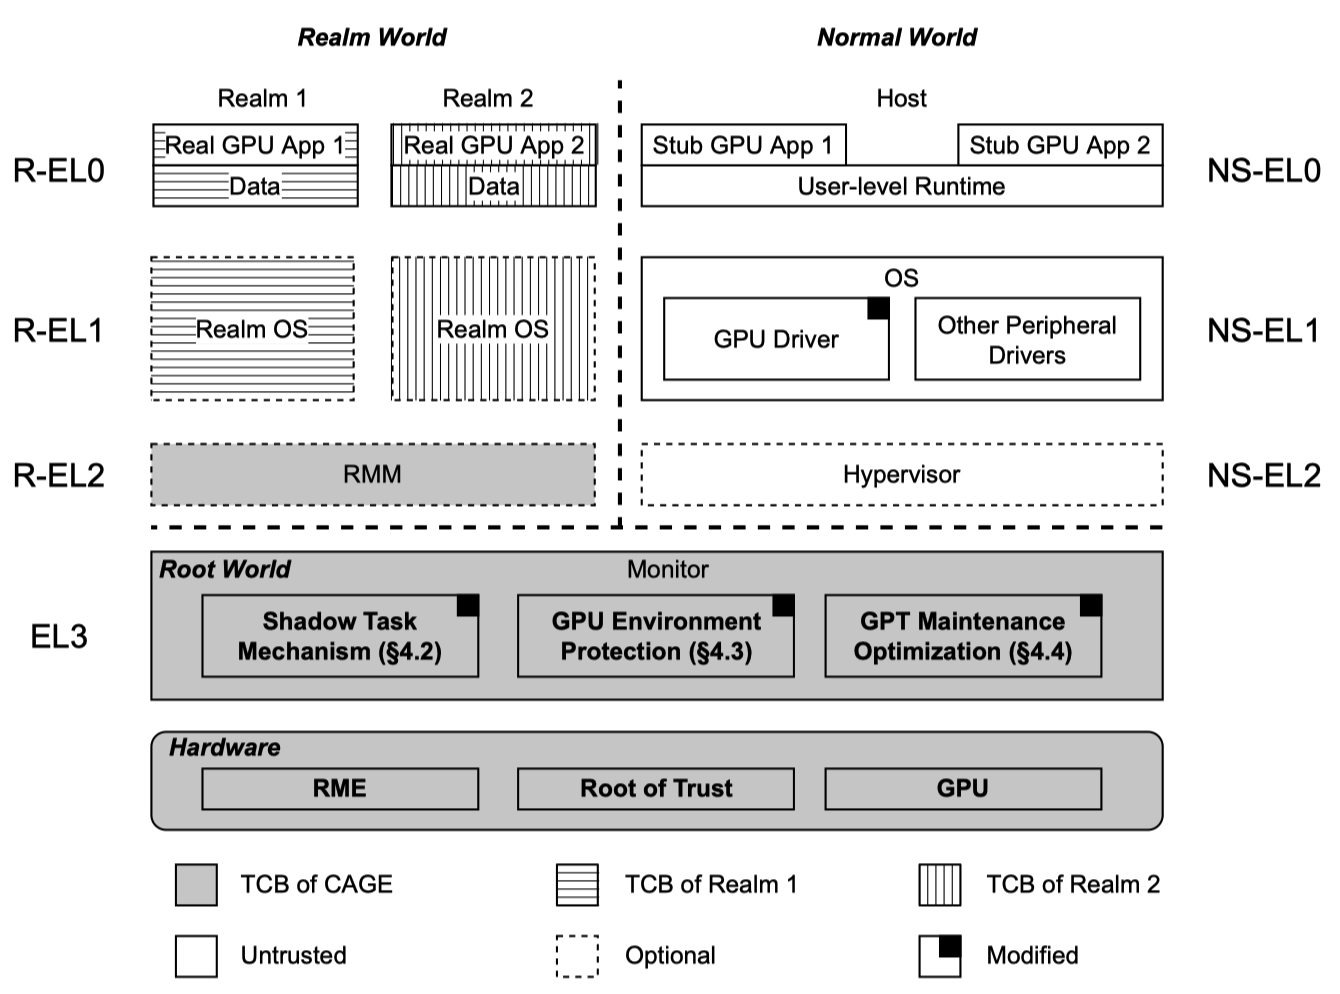 Realm World
Normal World
Realm 1
Realm 2
Host
R-EL0
Real GPU App 1
Real GPU App 2
Stub GPU App 1
Stub GPU App 2
NS-EL0
Data
Data
User-level Runtime
R-EL1
Realm OS
Realm OS
OS
GPU Driver
Other Peripheral
Drivers
NS-EL1
R-EL2
RMM
Hypervisor
NS-EL2
EL3
Root World
Monitor
Shadow Task
Mechanism (§4.2)
GPU Environment
Protection (§4.3)
GPT Maintenance
Optimization (§4.4)
Hardware
RME
Root of Trust
GPU
TCB of CAGE
TCB of Realm 1
TCB of Realm 2
Untrusted
Optional
Modified